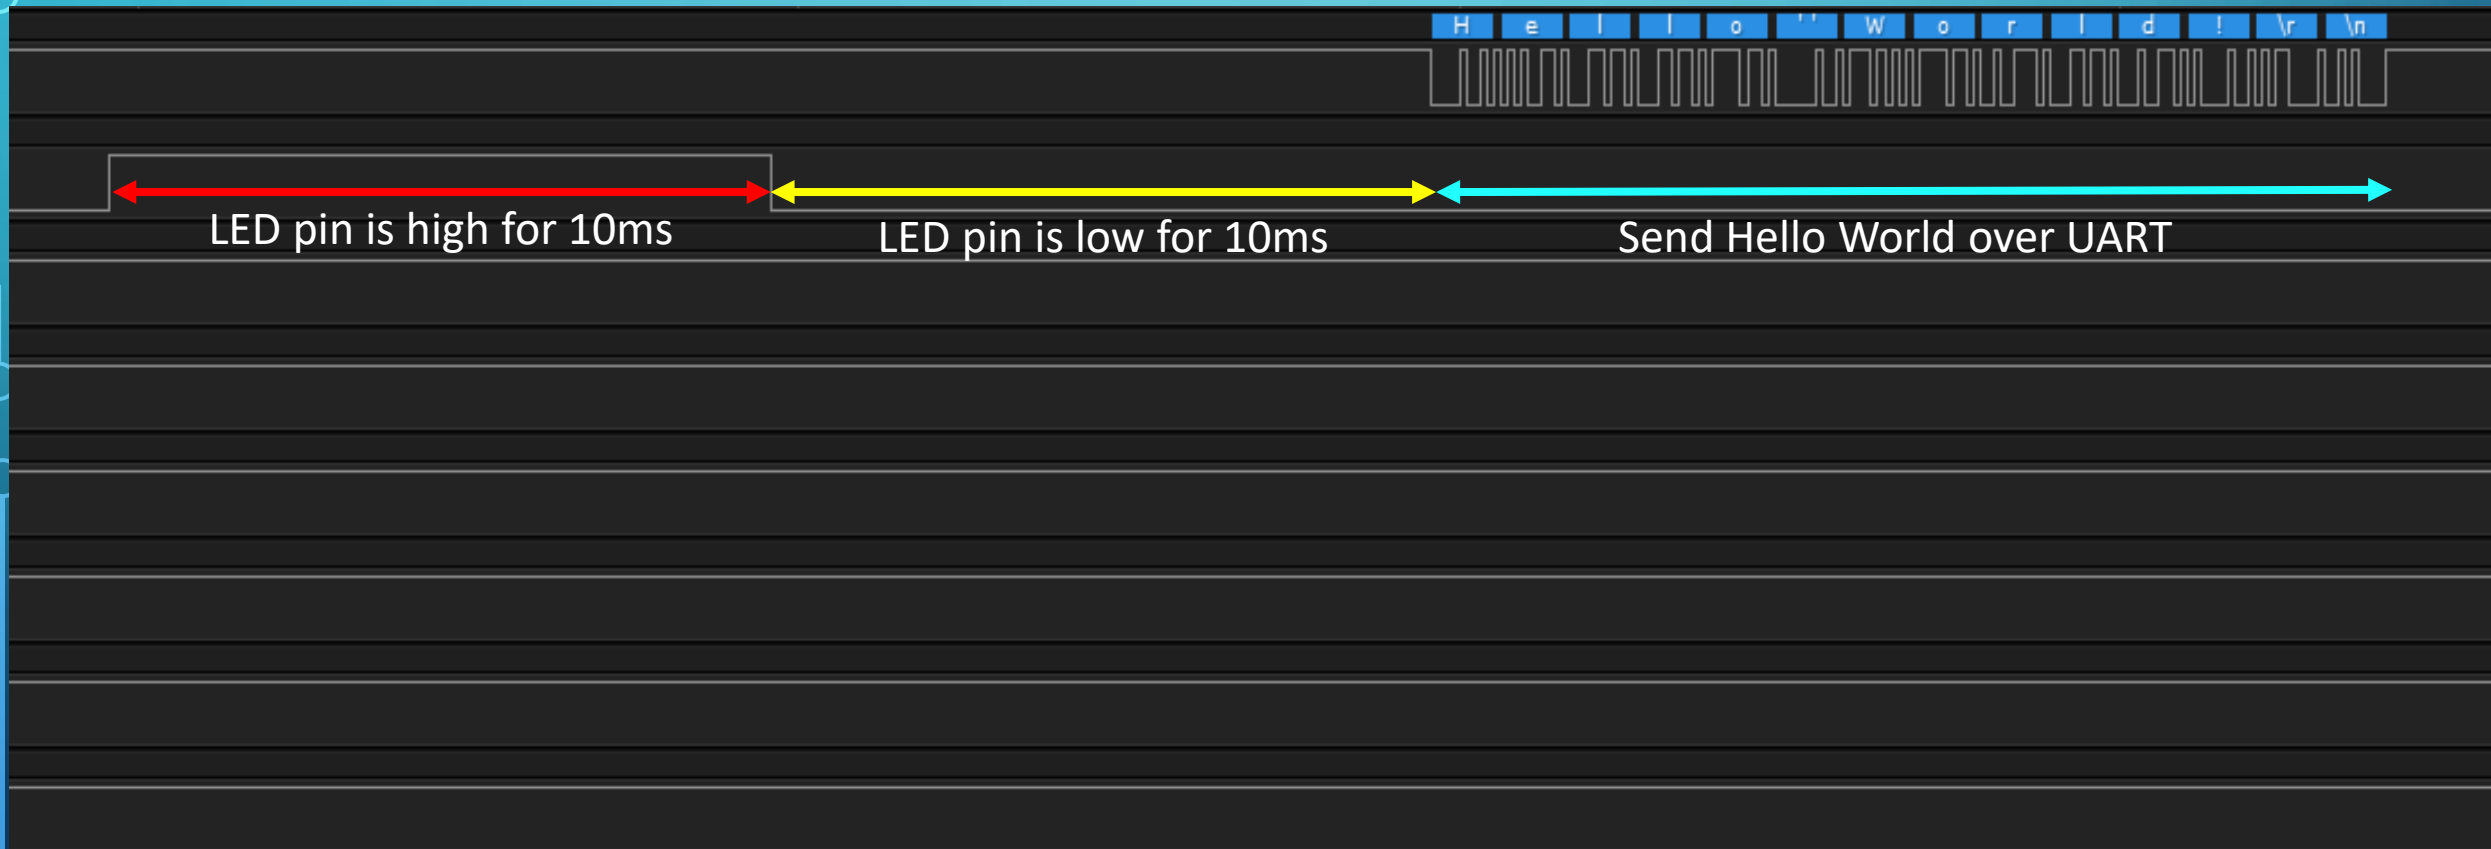 H e l l o ' ' W o r l d ! \r \n
LED pin is high for 10ms
LED pin is low for 10ms
Send Hello World over UART